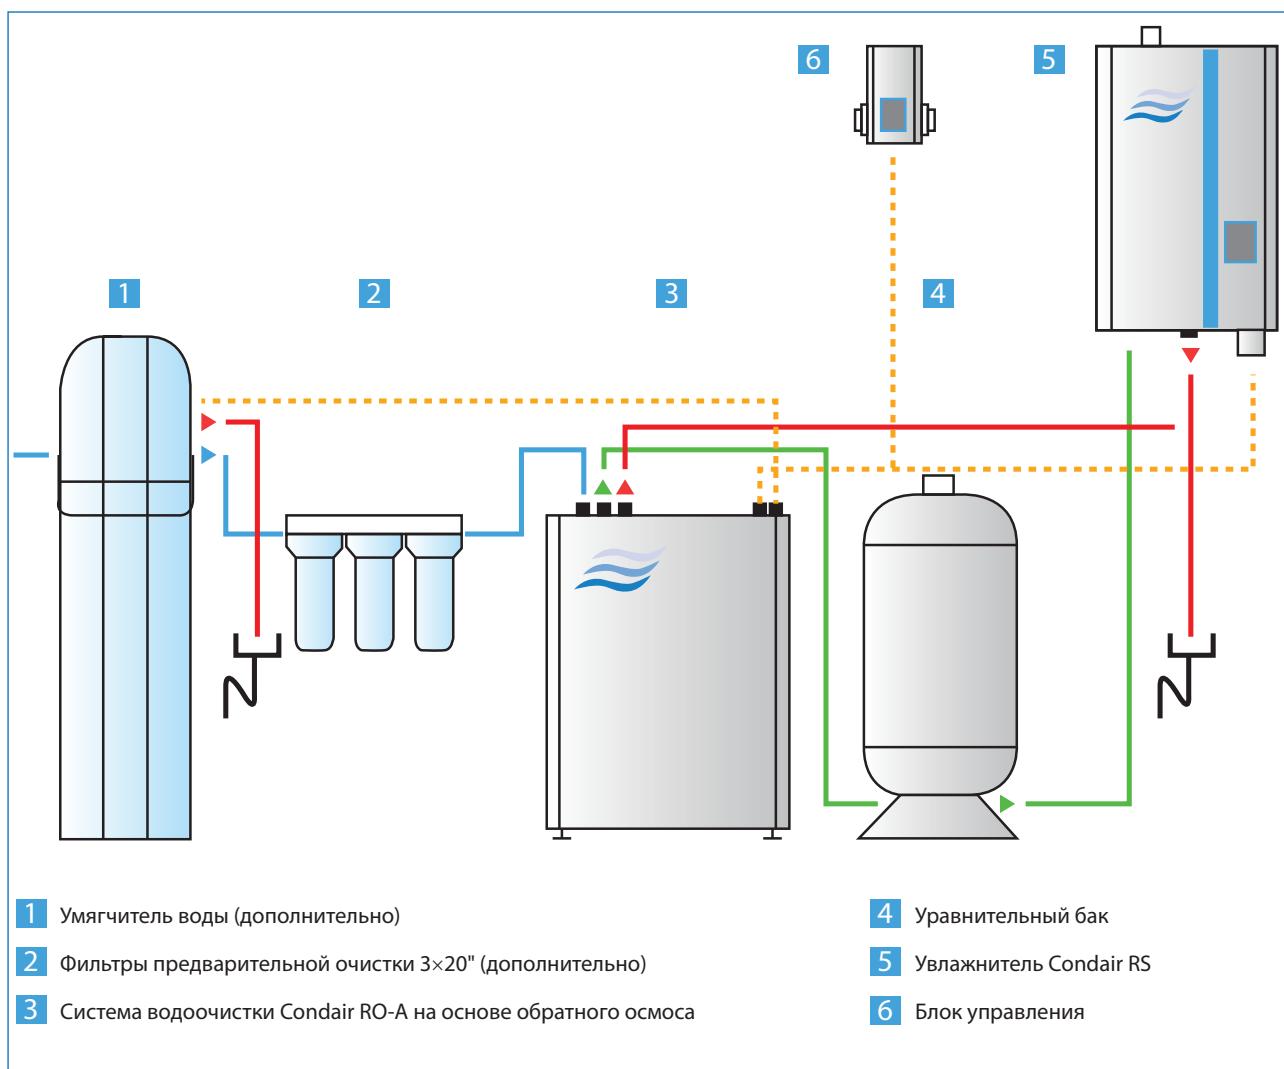 6
5
1
2
3
4
1 Умягчитель воды (дополнительно)
2 Фильтры предварительной очистки 3×20" (дополнительно)
3 Система водоочистки Condair RO-A на основе обратного осмоса
4 Уравнительный бак
5 Увлажнитель Condair RS
6 Блок управления